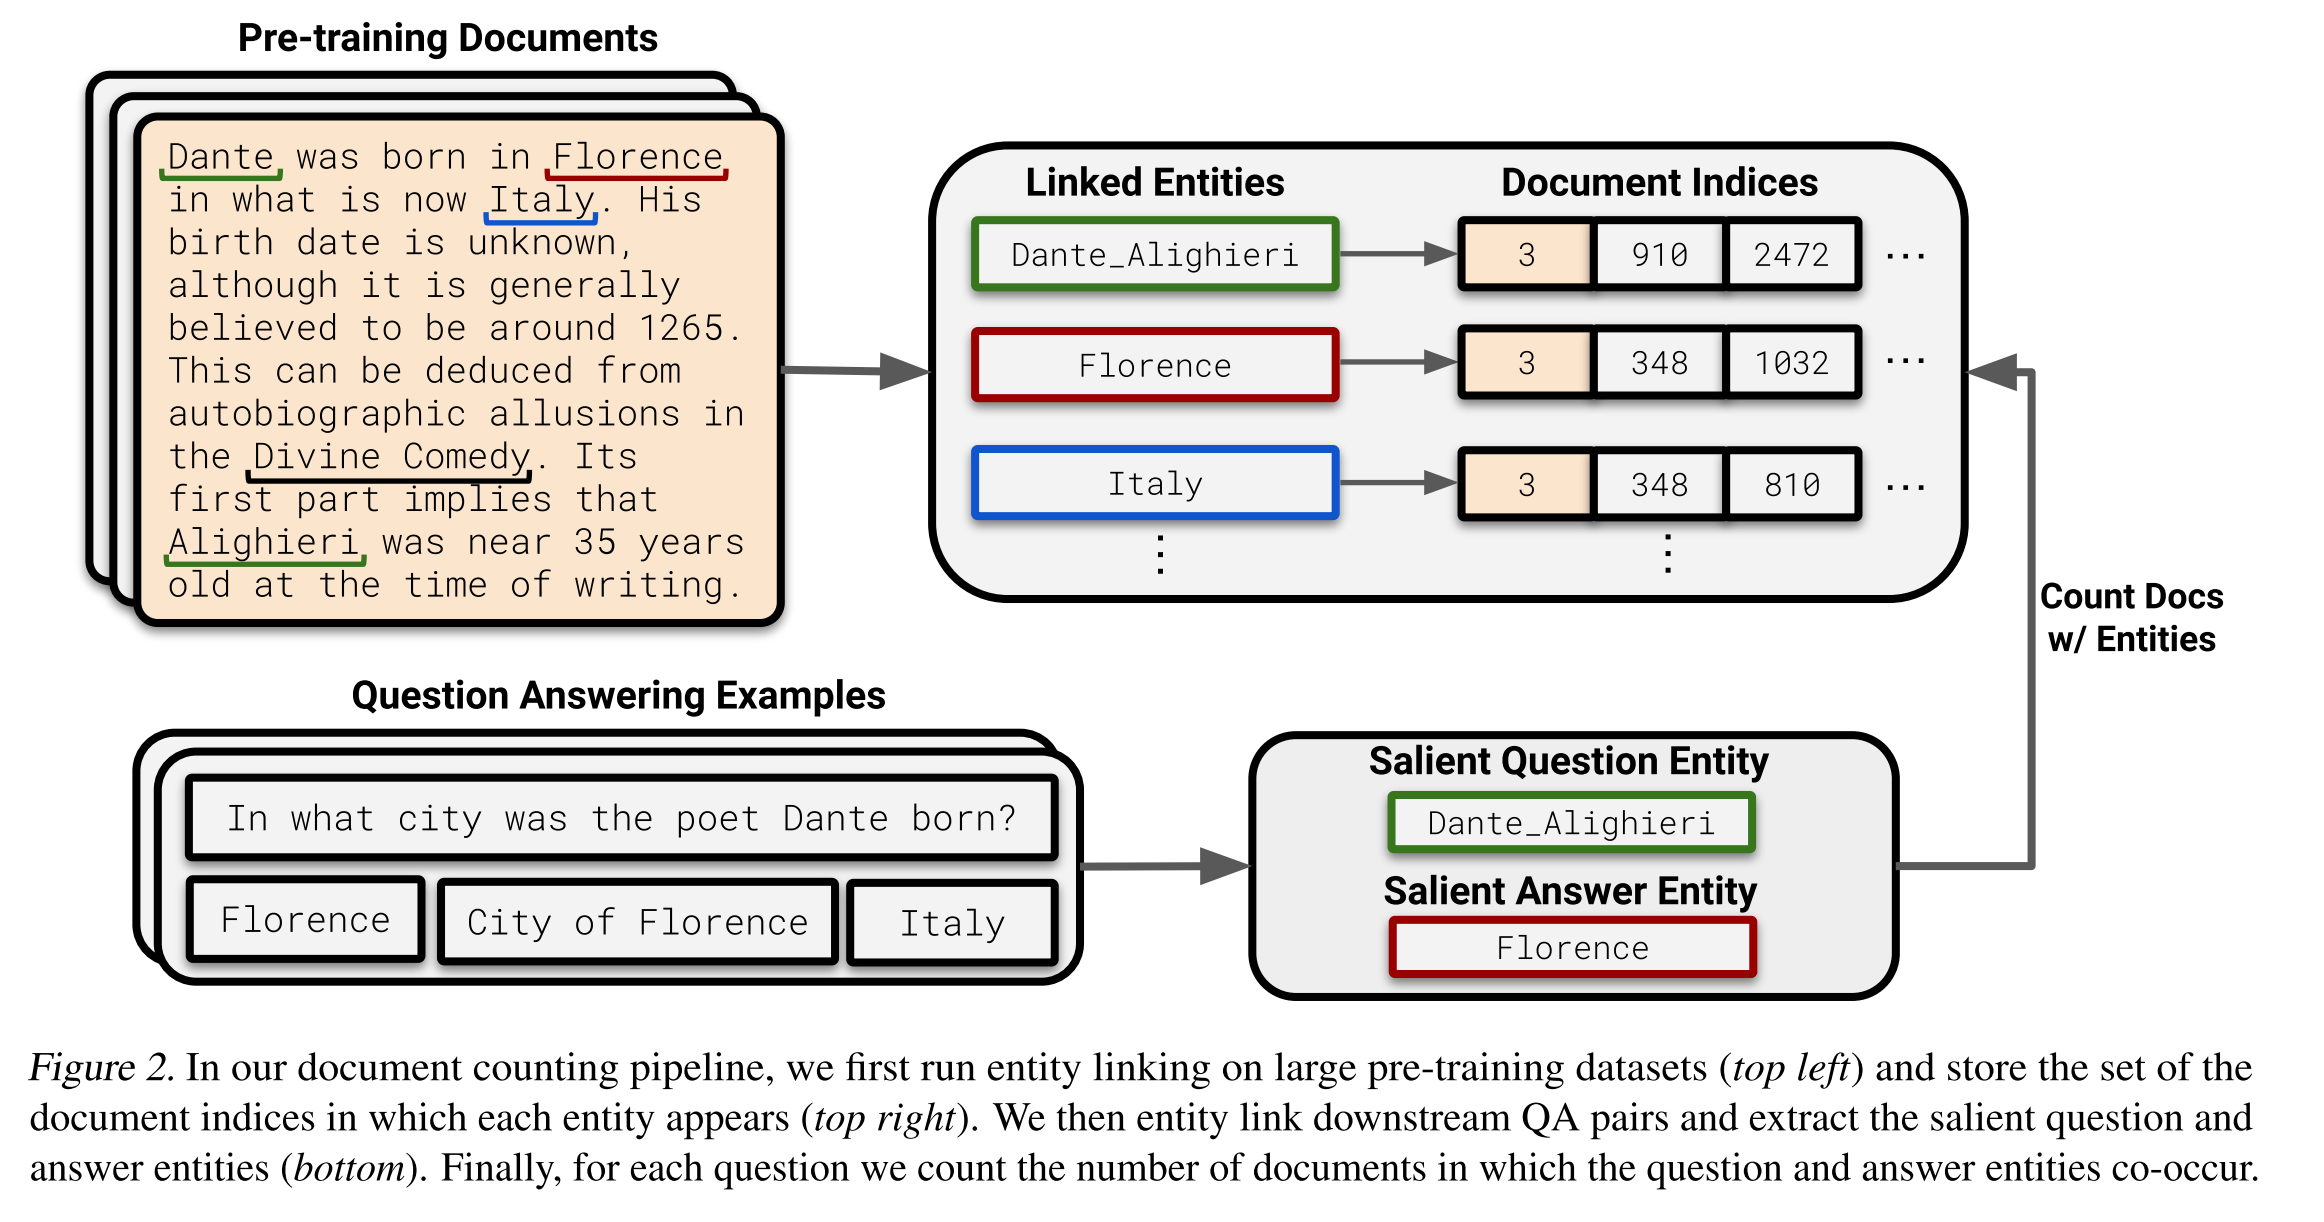 Pre-training Documents
Dante was born in Florence
in what is now Italy. His
birth date is unknown,
although it is generally
believed to be around 1265.
This can be deduced from
autobiographic allusions in
the Divine Comedy. Its
first part implies that
Alighieri was near 35 years
old at the time of writing.
Linked Entities
Document Indices
Dante_Alighieri
3 910 2472 ...
Florence
3 348 1032 ...
Italy
3 348 810 ...
Count Docs
w/ Entities
Question Answering Examples
In what city was the poet Dante born?
Florence
City of Florence
Italy
Salient Question Entity
Dante_Alighieri
Salient Answer Entity
Florence
Figure 2. In our document counting pipeline, we first run entity linking on large pre-training datasets (top left) and store the set of the
document indices in which each entity appears (top right). We then entity link downstream QA pairs and extract the salient question and
answer entities (bottom). Finally, for each question we count the number of documents in which the question and answer entities co-occur.